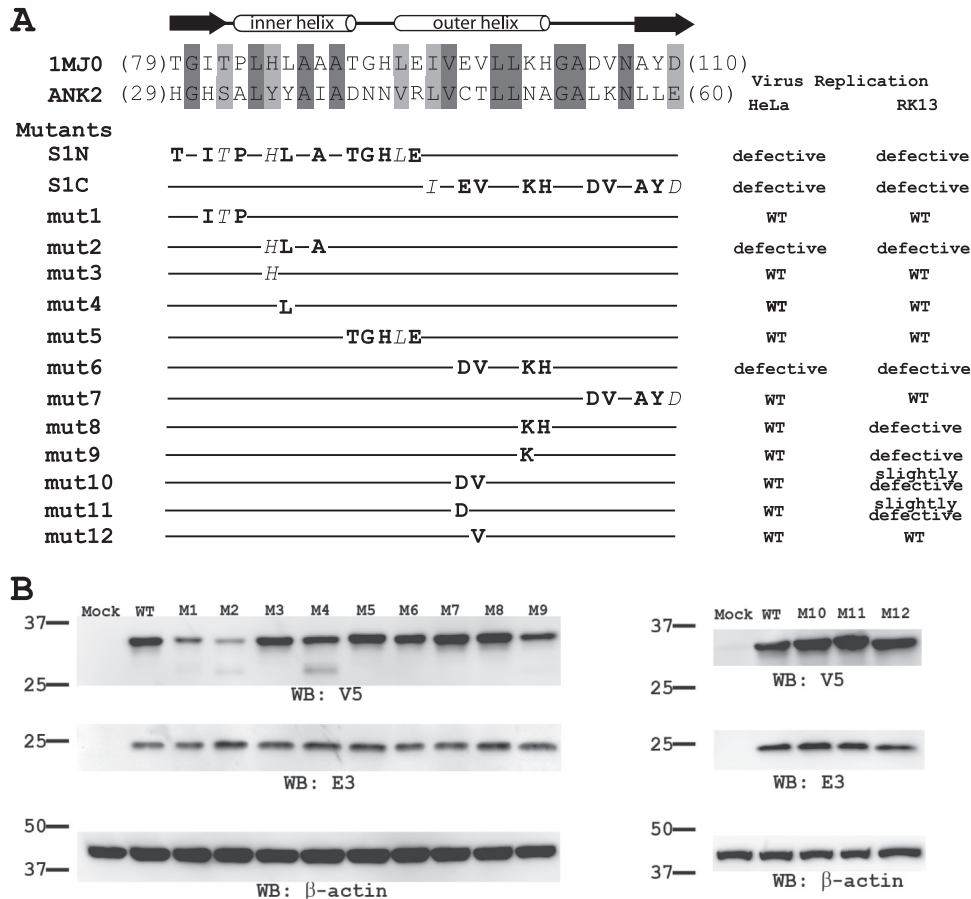 A
inner helix outer helix
1MJ0 (79)TGITPLHLAAATGHLEIVEVLLKHGADVNAYD(110)
ANK2 (29)HGHSALYYAIADNNVRLVCTLLNAGALKNLLE(60)
Virus Replication
HeLa RK13
Mutants
S1N T-ITP-HL-A-TGHLE defective defective
S1C I-EV-KH-DV-AYD defective defective
mut1 ITP WT WT
mut2 HL-A defective defective
mut3 H WT WT
mut4 L WT WT
mut5 TGHLE WT WT
mut6 DV-KH defective defective
mut7 DV-AYD WT WT
mut8 KH WT defective
mut9 K WT defective
mut10 DV WT slightly defective
mut11 D WT slightly defective
mut12 V WT WT
B
Mock WT M1 M2 M3 M4 M5 M6 M7 M8 M9
37
25
WB: V5
25
WB: E3
50
37
WB: β-actin
Mock WT M10 M11 M12
37
25
WB: V5
25
WB: E3
50
37
WB: β-actin